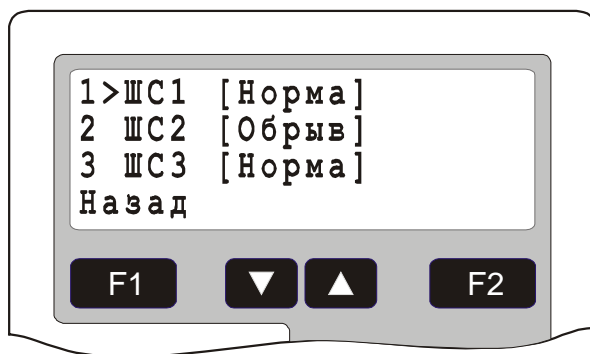 1>ШС1 [Норма]
2 ШС2 [Обрыв]
3 ШС3 [Норма]
Назад
F1 ▼ ▲ F2